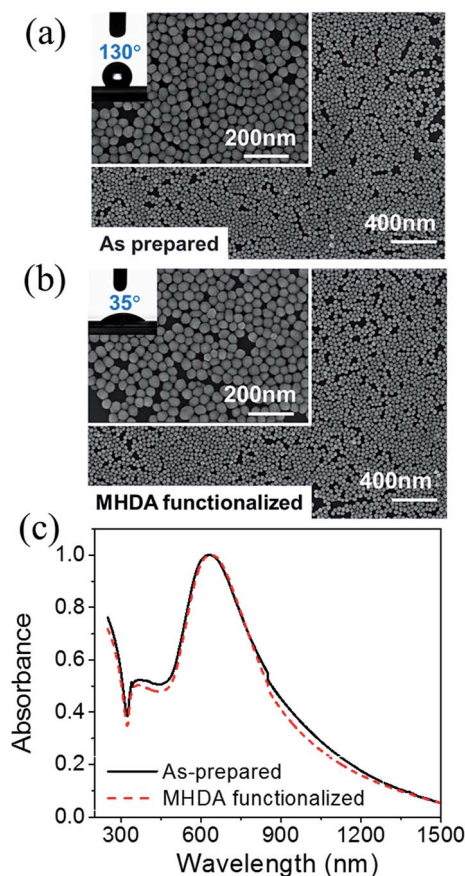 (a)
130°
200nm
400nm
As prepared
(b)
35°
200nm
400nm
MHDA functionalized
(c)
1.0
0.8
0.6
0.4
0.2
0.0
Absorbance
As-prepared
MHDA functionalized
300 600 900 1200 1500
Wavelength (nm)